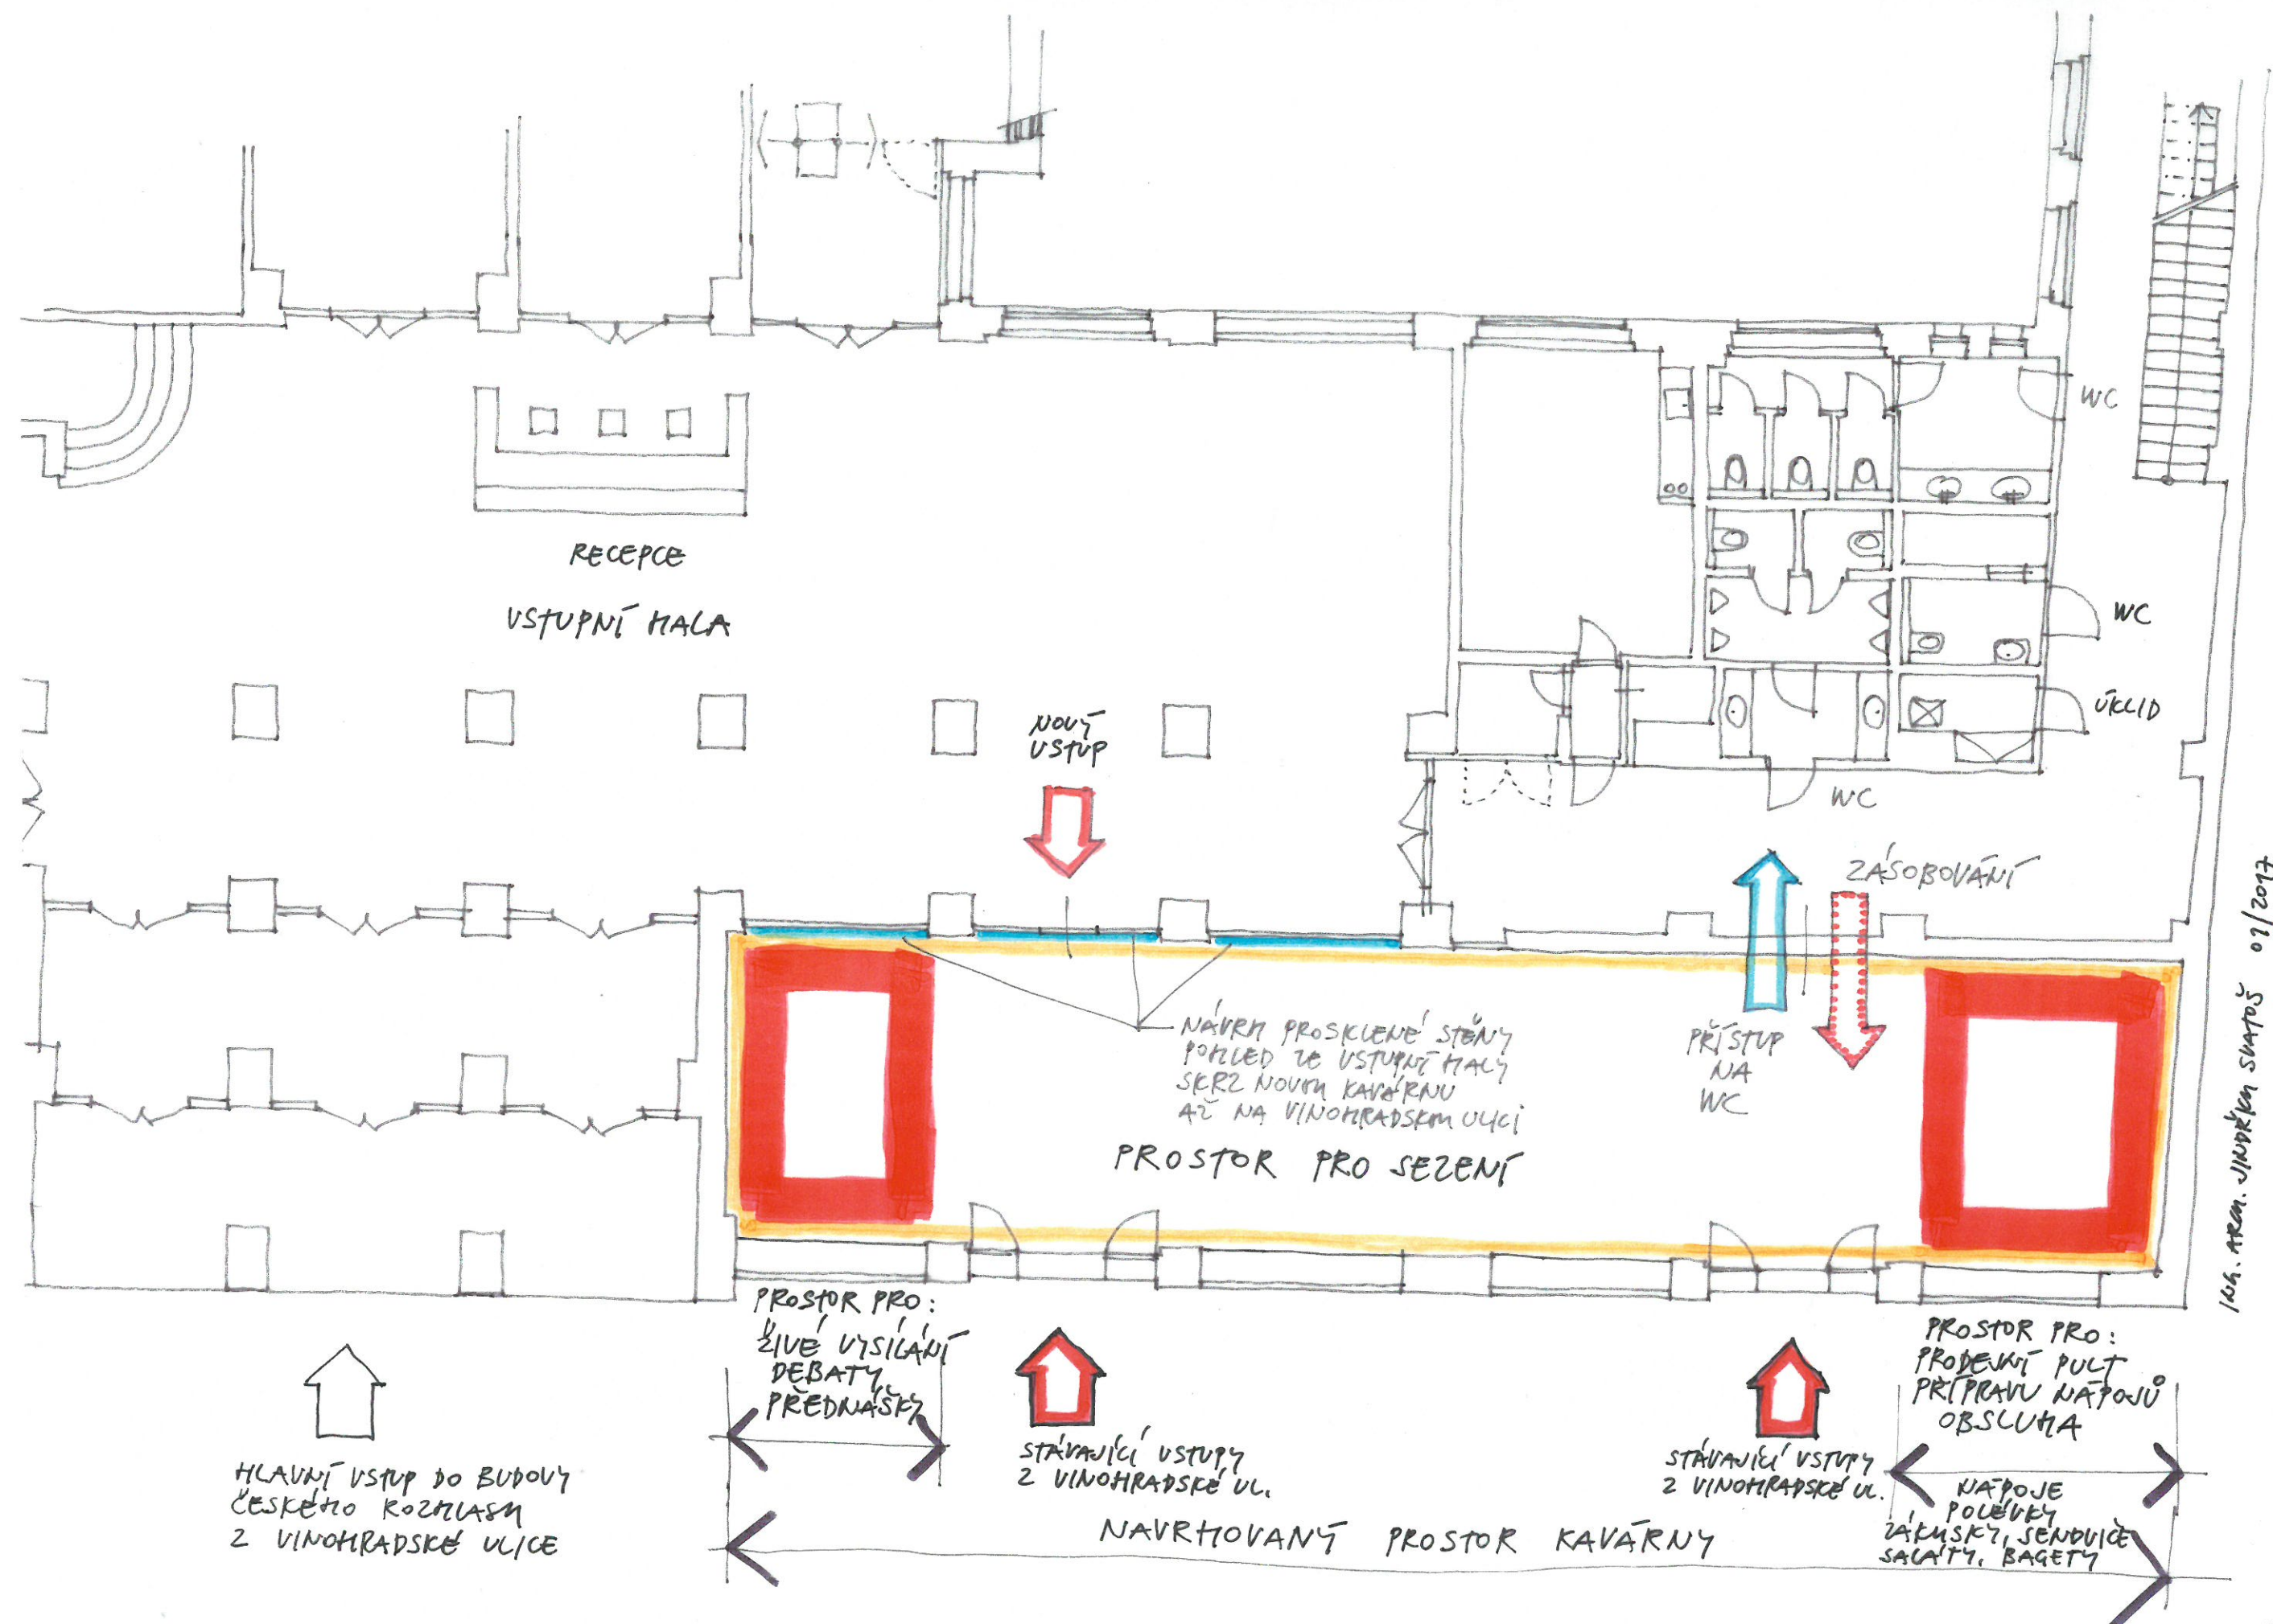 RECEPCE
VSTUPNÍ HALA
NOVÝ
VSTUP
WC
WC
ÚKLID
WC
ZÁSOBOVÁNÍ
PŘÍSTUP
NA
WC
NÁVRH PROSKLENÉ STĚNY
POHLED ZE VSTUPNÍ HALY
SKRZ NOVOU KAVÁRNU
AŽ NA VINOHRADSKOU ULICI
PROSTOR PRO SEZENÍ
ING. ARCH. JINDŘICH SVATOŠ 07/2017
PROSTOR PRO:
ŽIVÉ VYSÍLÁNÍ
DEBATY,
PŘEDNÁŠKY
PROSTOR PRO:
PRODEJNÍ PULT
PŘÍPRAVU NÁPOJŮ
OBSLUHA
HLAVNÍ VSTUP DO BUDOVY
ČESKÉHO ROZHLASU
Z VINOHRADSKÉ ULICE
STÁVAJÍCÍ VSTUPY
Z VINOHRADSKÉ UL.
STÁVAJÍCÍ VSTUPY
Z VINOHRADSKÉ UL.
NÁPOJE
POLÉVKY
ZÁKUSKY, SENDVIČE
SALÁTY, BAGETY
NAVRHOVANÝ PROSTOR KAVÁRNY